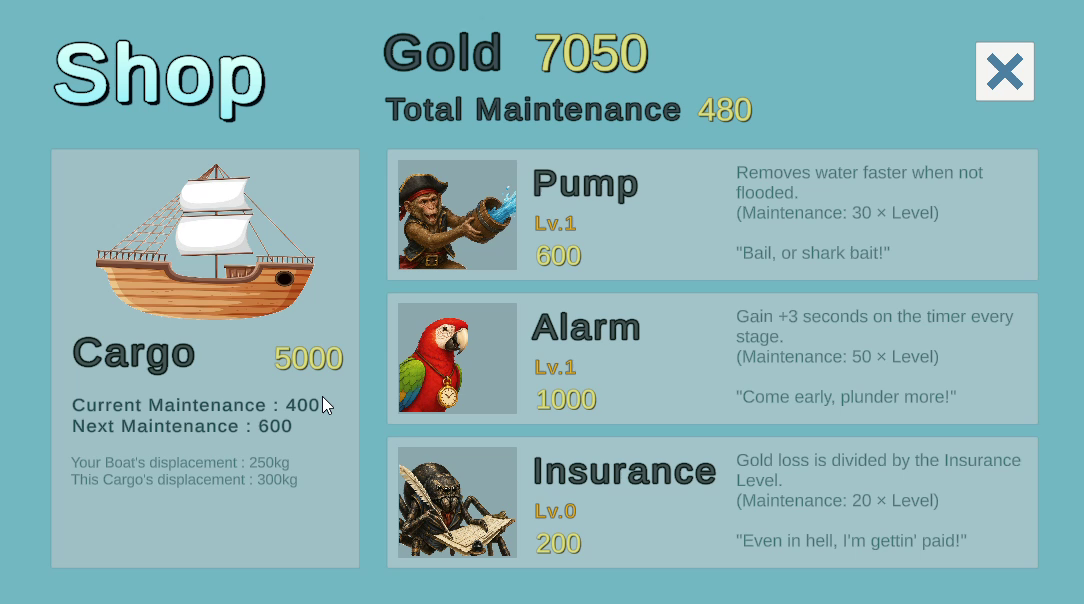 Shop
Gold 7050
Total Maintenance 480
Cargo 5000
Current Maintenance : 400
Next Maintenance : 600
Your Boat's displacement : 250kg
This Cargo's displacement : 300kg
Pump
Lv.1
600
Removes water faster when not
flooded.
(Maintenance: 30 × Level)
"Bail, or shark bait!"
Alarm
Lv.1
1000
Gain +3 seconds on the timer every
stage.
(Maintenance: 50 × Level)
"Come early, plunder more!"
Insurance
Lv.0
200
Gold loss is divided by the Insurance
Level.
(Maintenance: 20 × Level)
"Even in hell, I'm gettin' paid!"